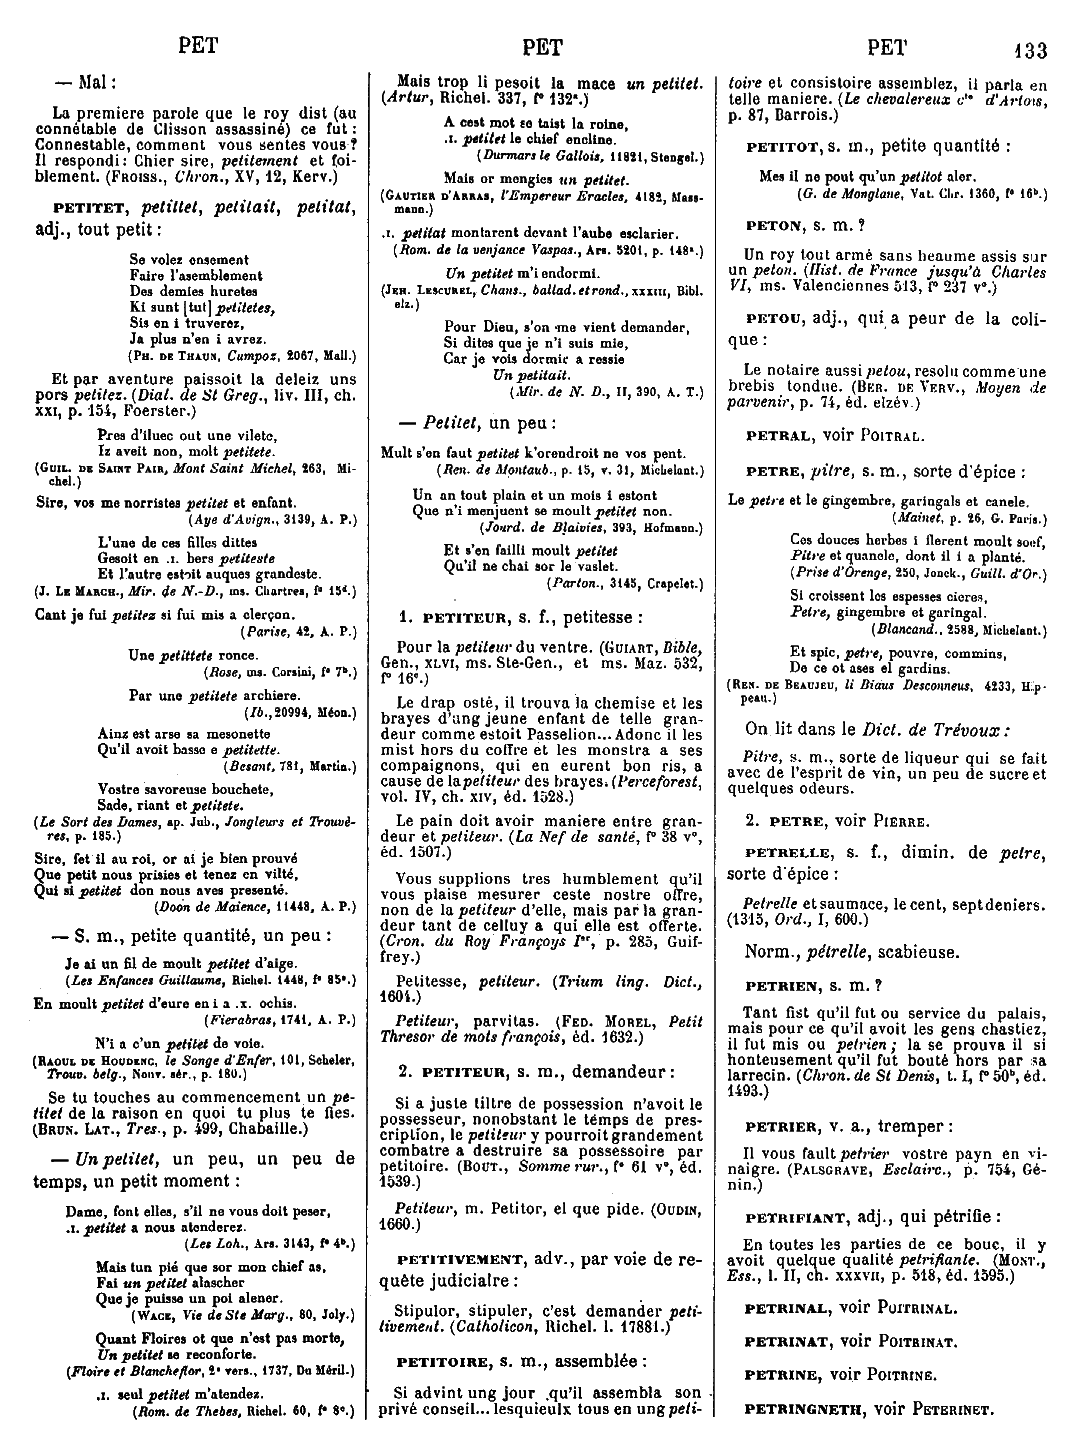 PET
PET
PET
133
— Mal :
La premiere parole que le roy dist (au
connétable de Clisson assassiné) ce fut :
Connestable, comment vous sentes vous ?
Il respondi : Chier sire, petitement et foi-
blement. (FROISS., Chron., XV, 12, Kerv.)
PETITET, petittet, petitait, petitat,
adj., tout petit :
Se volez ensement
Faire l'asemblement
Des demies huretes
Ki sunt [tut] petitetes,
Sis en i truverez,
Ja plus n'en i avrez.
(PH. DE THAUN, Cumpoz, 2067, Mall.)
Et par aventure paissoit la deleiz uns
pors petitez. (Dial. de St Greg., liv. III, ch.
XXI, p. 154, Foerster.)
Pres d'iluec out une vilete,
Iz aveit non, molt petitete.
(GUIL. DE SAINT PAIR, Mont Saint Michel, 263, Mi-
chel.)
Sire, vos me norristes petitet et enfant.
(Aye d'Avign., 3139, A. P.)
L'une de ces filles dittes
Gesoit en .I. bers petiteste
Et l'autre estoit auques grandeste.
(J. LE MARCH., Mir. de N.-D., ms. Chartres, f° 15d.)
Cant je fui petitez si fui mis a clerçon.
(Parise, 42, A. P.)
Une petittete ronce.
(Rose, ms. Corsini, f° 7b.)
Par une petitete archiere.
(Ib., 20994, Méon.)
Ainz est arse sa mesonette
Qu'il avoit basse e petitette.
(Besant, 781, Martin.)
Vostre savoreuse bouchete,
Sade, riant et petitete.
(Le Sort des Dames, ap. Jub., Jongleurs et Trouvè-
res, p. 185.)
Sire, fet il au roi, or ai je bien prouvé
Que petit nous prisies et tenez en vilté,
Qui si petitet don nous aves presenté.
(Doon de Maience, 11448, A. P.)
— S. m., petite quantité, un peu :
Je ai un fil de moult petitet d'aige.
(Les Enfances Guillaume, Richel. 1448, f° 85a.)
En moult petitet d'eure en i a .X. ochis.
(Fierabras, 1741, A. P.)
N'i a c'un petitet de voie.
(RAOUL DE HOUDENC, le Songe d'Enfer, 101, Scheler,
Trouv. belg., Nouv. sér., p. 180.)
Se tu touches au commencement un pe-
titet de la raison en quoi tu plus te fies.
(BRUN. LAT., Tres., p. 499, Chabaille.)
— Un petitet, un peu, un peu de
temps, un petit moment :
Dame, font elles, s'il ne vous doit peser,
.I. petitet a nous atenderez.
(Les Loh., Ars. 3143, f° 4b.)
Mais tun pié que sor mon chief as,
Fai un petitet alascher
Que je puisse un poi alener.
(WACE, Vie de Ste Marg., 80, Joly.)
Quant Floires ot que n'est pas morte,
Un petitet se reconforte.
(Floire et Blancheflor, 2e vers., 1737, Du Méril.)
.I. seul petitet m'atendez.
(Rom. de Thebes, Richel. 60, f° 8c.)
Mais trop li pesoit la mace un petitet.
(Artur, Richel. 337, f° 132a.)
A cest mot se taist la roine,
.I. petitet le chief encline.
(Durmars le Gallois, 11821, Stengel.)
Mais or mengies un petitet.
(GAUTIER D'ARRAS, l'Empereur Eracles, 4182, Mass-
mann.)
.I. petitat montarent devant l'aube esclarier.
(Rom. de la venjance Vaspas., Ars. 5201, p. 148a.)
Un petitet m'i endormi.
(JEH. LESCUREL, Chans., ballad. et rond., XXXIII, Bibl.
elz.)
Pour Dieu, s'on me vient demander,
Si dites que je n'i suis mie,
Car je vois dormir a ressie
Un petitait.
(Mir. de N. D., II, 390, A. T.)
— Petitet, un peu :
Mult s'en faut petitet k'orendroit ne vos pent.
(Ren. de Montaub., p. 15, v. 31, Michelant.)
Un an tout plain et un mois i estont
Que n'i menjuent se moult petitet non.
(Jourd. de Blaivies, 393, Hofmann.)
Et s'en failli moult petitet
Qu'il ne chai sor le vaslet.
(Parton., 3145, Crapelet.)
1. PETITEUR, s. f., petitesse :
Pour la petiteur du ventre. (GUIART, Bible,
Gen., XLVI, ms. Ste-Gen., et ms. Maz. 532,
f° 16c.)
Le drap osté, il trouva la chemise et les
brayes d'ung jeune enfant de telle gran-
deur comme estoit Passelion... Adonc il les
mist hors du coffre et les monstra a ses
compaignons, qui en eurent bon ris, a
cause de la petiteur des brayes. (Perceforest,
vol. IV, ch. XIV, éd. 1528.)
Le pain doit avoir maniere entre gran-
deur et petiteur. (La Nef de santé, f° 38 v°,
éd. 1507.)
Vous supplions tres humblement qu'il
vous plaise mesurer ceste nostre offre,
non de la petiteur d'elle, mais par la gran-
deur tant de celluy a qui elle est offerte.
(Cron. du Roy Françoys Ier, p. 285, Guif-
frey.)
Petitesse, petiteur. (Trium ling. Dict.,
1604.)
Petiteur, parvitas. (FED. MOREL, Petit
Thresor de mots françois, éd. 1632.)
2. PETITEUR, s. m., demandeur :
Si a juste tiltre de possession n'avoit le
possesseur, nonobstant le temps de pres-
cription, le petiteur y pourroit grandement
combatre a destruire sa possessoire par
petitoire. (BOUT., Somme rur., f° 61 v°, éd.
1539.)
Petiteur, m. Petitor, el que pide. (OUDIN,
1660.)
PETITIVEMENT, adv., par voie de re-
quête judiciaire :
Stipulor, stipuler, c'est demander peti-
tivement. (Catholicon, Richel. l. 17881.)
PETITOIRE, s. m., assemblée :
Si advint ung jour qu'il assembla son
privé conseil... lesquieulx tous en ung peti-
toire et consistoire assemblez, il parla en
telle maniere. (Le chevalereux cte d'Artois,
p. 87, Barrois.)
PETITOT, s. m., petite quantité :
Mes il ne pout qu'un petitot aler.
(G. de Monglane, Vat. Chr. 1360, f° 16b.)
PETON, s. m. ?
Un roy tout armé sans heaume assis sur
un peton. (Hist. de France jusqu'à Charles
VI, ms. Valenciennes 513, f° 237 v°.)
PETOU, adj., qui a peur de la coli-
que :
Le notaire aussi petou, resolu comme une
brebis tondue. (BER. DE VERV., Moyen de
parvenir, p. 74, éd. elzév.)
PETRAL, voir POITRAL.
PETRE, pitre, s. m., sorte d'épice :
Le petre et le gingembre, garingals et canele.
(Mainet, p. 26, G. Paris.)
Ces douces herbes i flerent moult souf,
Pitre et quanele, dont il i a planté.
(Prise d'Orenge, 250, Jonck., Guill. d'Or.)
Si croissent les espesses cieres,
Petre, gingembre et garingal.
(Blancand., 2588, Michelant.)
Et spic, petre, pouvre, commins,
De ce ot ases el gardins.
(REN. DE BEAUJEU, li Biaus Desconneus, 4233, Hip-
peau.)
On lit dans le Dict. de Trévoux :
Pitre, s. m., sorte de liqueur qui se fait
avec de l'esprit de vin, un peu de sucre et
quelques odeurs.
2. PETRE, voir PIERRE.
PETRELLE, s. f., dimin. de petre,
sorte d'épice :
Petrelle et saumace, le cent, sept deniers.
(1315, Ord., I, 600.)
Norm., pétrelle, scabieuse.
PETRIEN, s. m. ?
Tant fist qu'il fut ou service du palais,
mais pour ce qu'il avoit les gens chastiez,
il fut mis ou petrien ; la se prouva il si
honteusement qu'il fut bouté hors par sa
larrecin. (Chron. de St Denis, t. I, f° 50b, éd.
1493.)
PETRIER, v. a., tremper :
Il vous fault petrier vostre payn en vi-
naigre. (PALSGRAVE, Esclairc., p. 754, Gé-
nin.)
PETRIFIANT, adj., qui pétrifie :
En toutes les parties de ce bouc, il y
avoit quelque qualité petrifiante. (MONT.,
Ess., l. II, ch. XXXVII, p. 518, éd. 1595.)
PETRINAL, voir POITRINAL.
PETRINAT, voir POITRINAT.
PETRINE, voir POITRINE.
PETRINGNETH, voir PETERINET.